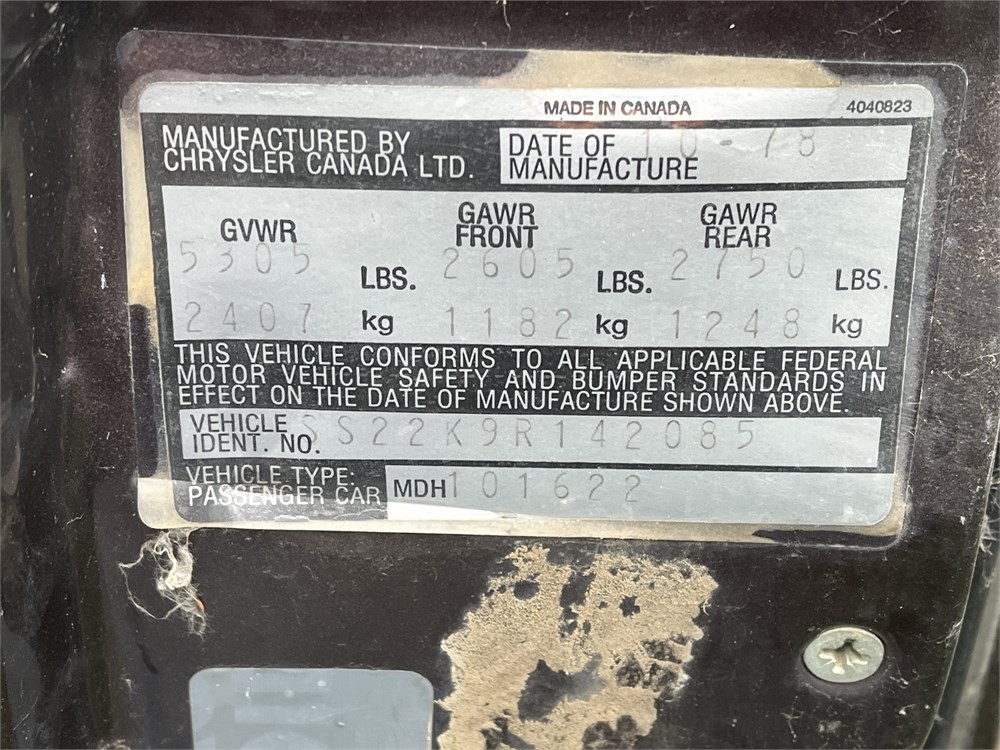 MADE IN CANADA 4040823
MANUFACTURED BY
CHRYSLER CANADA LTD.
DATE OF
MANUFACTURE 10-78
GVWR GAWR FRONT GAWR REAR
5305 LBS. 2605 LBS. 2750 LBS.
2407 kg 1182 kg 1248 kg
THIS VEHICLE CONFORMS TO ALL APPLICABLE FEDERAL
MOTOR VEHICLE SAFETY AND BUMPER STANDARDS IN
EFFECT ON THE DATE OF MANUFACTURE SHOWN ABOVE.
VEHICLE
IDENT. NO. SS22K9R142085
VEHICLE TYPE:
PASSENGER CAR MDH 101622